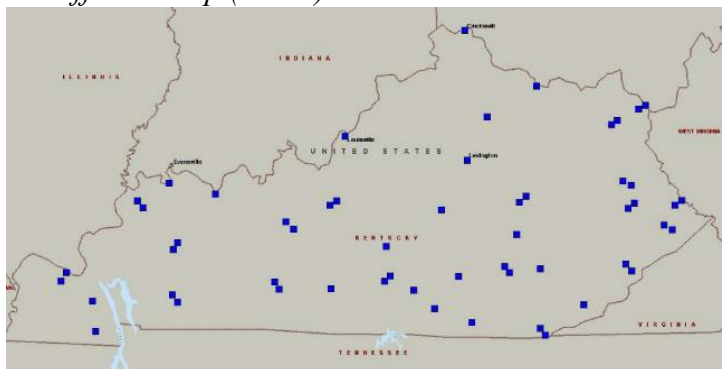 Cincinnati
INDIANA
ILLINOIS
WEST VIRGINIA
Louisville
UNITED STATES
Lexington
Evansville
KENTUCKY
VIRGINIA
TENNESSEE